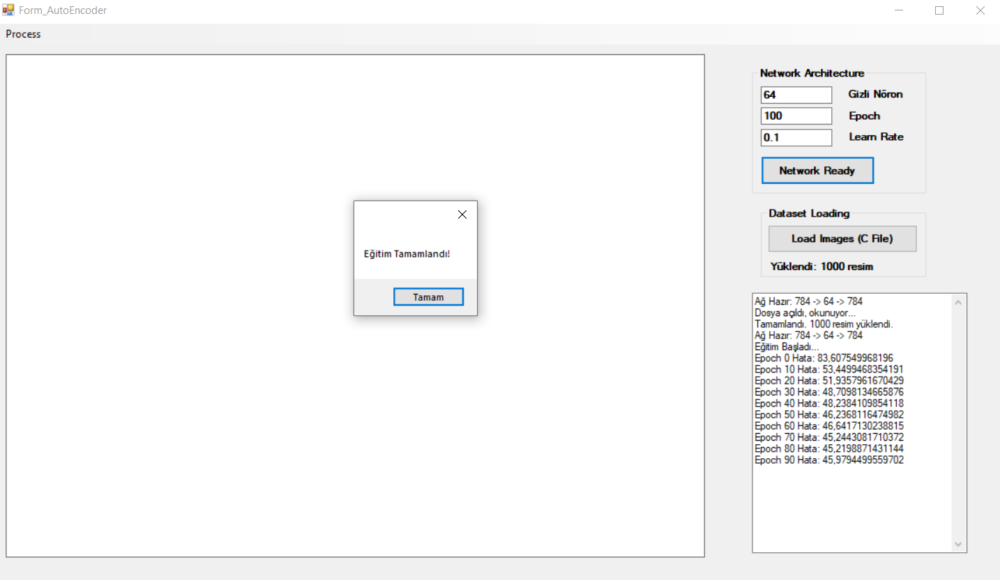 Form_AutoEncoder
Process
Network Architecture
64 Gizli Nöron
100 Epoch
0.1 Learn Rate
Network Ready
Dataset Loading
Load Images (C File)
Yüklendi: 1000 resim
Eğitim Tamamlandı!
Tamam
Ağ Hazır: 784 -> 64 -> 784
Dosya açıldı, okunuyor...
Tamamlandı. 1000 resim yüklendi.
Ağ Hazır: 784 -> 64 -> 784
Eğitim Başladı...
Epoch 0 Hata: 83,607549968196
Epoch 10 Hata: 53,4499468354191
Epoch 20 Hata: 51,9357961670429
Epoch 30 Hata: 48,7098134665876
Epoch 40 Hata: 48,2384109854118
Epoch 50 Hata: 46,2368116474982
Epoch 60 Hata: 46,6417130238815
Epoch 70 Hata: 45,2443081710372
Epoch 80 Hata: 45,2198871431144
Epoch 90 Hata: 45,9794499559702